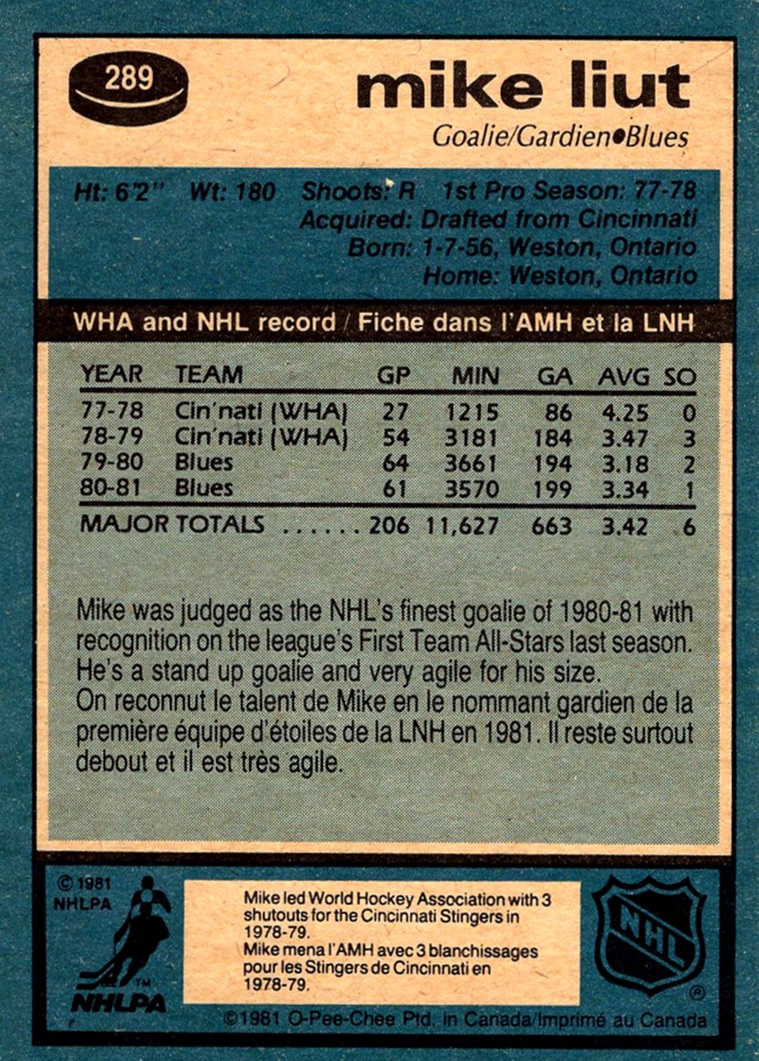 289
mike liut
Goalie/Gardien●Blues
Ht: 6'2" Wt: 180 Shoots: R 1st Pro Season: 77-78
Acquired: Drafted from Cincinnati
Born: 1-7-56, Weston, Ontario
Home: Weston, Ontario
WHA and NHL record / Fiche dans l'AMH et la LNH
YEAR TEAM GP MIN GA AVG SO
77-78 Cin'nati (WHA) 27 1215 86 4.25 0
78-79 Cin'nati (WHA) 54 3181 184 3.47 3
79-80 Blues 64 3661 194 3.18 2
80-81 Blues 61 3570 199 3.34 1
MAJOR TOTALS ...... 206 11,627 663 3.42 6
Mike was judged as the NHL's finest goalie of 1980-81 with
recognition on the league's First Team All-Stars last season.
He's a stand up goalie and very agile for his size.
On reconnut le talent de Mike en le nommant gardien de la
première équipe d'étoiles de la LNH en 1981. Il reste surtout
debout et il est très agile.
© 1981
NHLPA
TM
NHLPA
Mike led World Hockey Association with 3
shutouts for the Cincinnati Stingers in
1978-79.
Mike mena l'AMH avec 3 blanchissages
pour les Stingers de Cincinnati en
1978-79.
NHL
®
©1981 O-Pee-Chee Ptd. in Canada/Imprimé au Canada